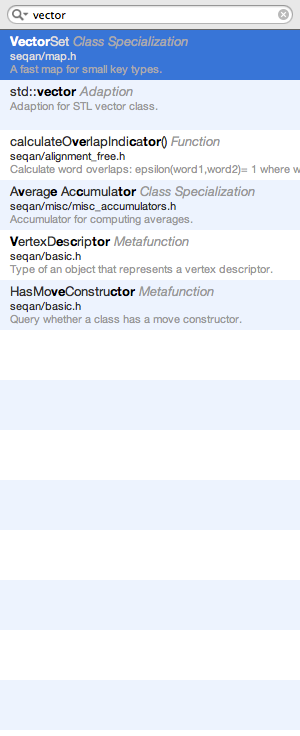 vector
VectorSet Class Specialization
seqan/map.h
A fast map for small key types.
std::vector Adaption
Adaption for STL vector class.
calculateOverlapIndicator() Function
seqan/alignment_free.h
Calculate word overlaps: epsilon(word1,word2)= 1 where w
Average Accumulator Class Specialization
seqan/misc/misc_accumulators.h
Accumulator for computing averages.
VertexDescriptor Metafunction
seqan/basic.h
Type of an object that represents a vertex descriptor.
HasMoveConstructor Metafunction
seqan/basic.h
Query whether a class has a move constructor.